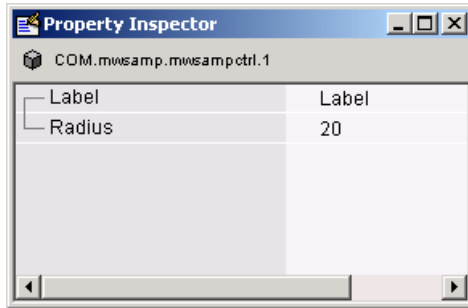 Property Inspector
COM.mwsamp.mwsampctrl.1
Label Label
Radius 20